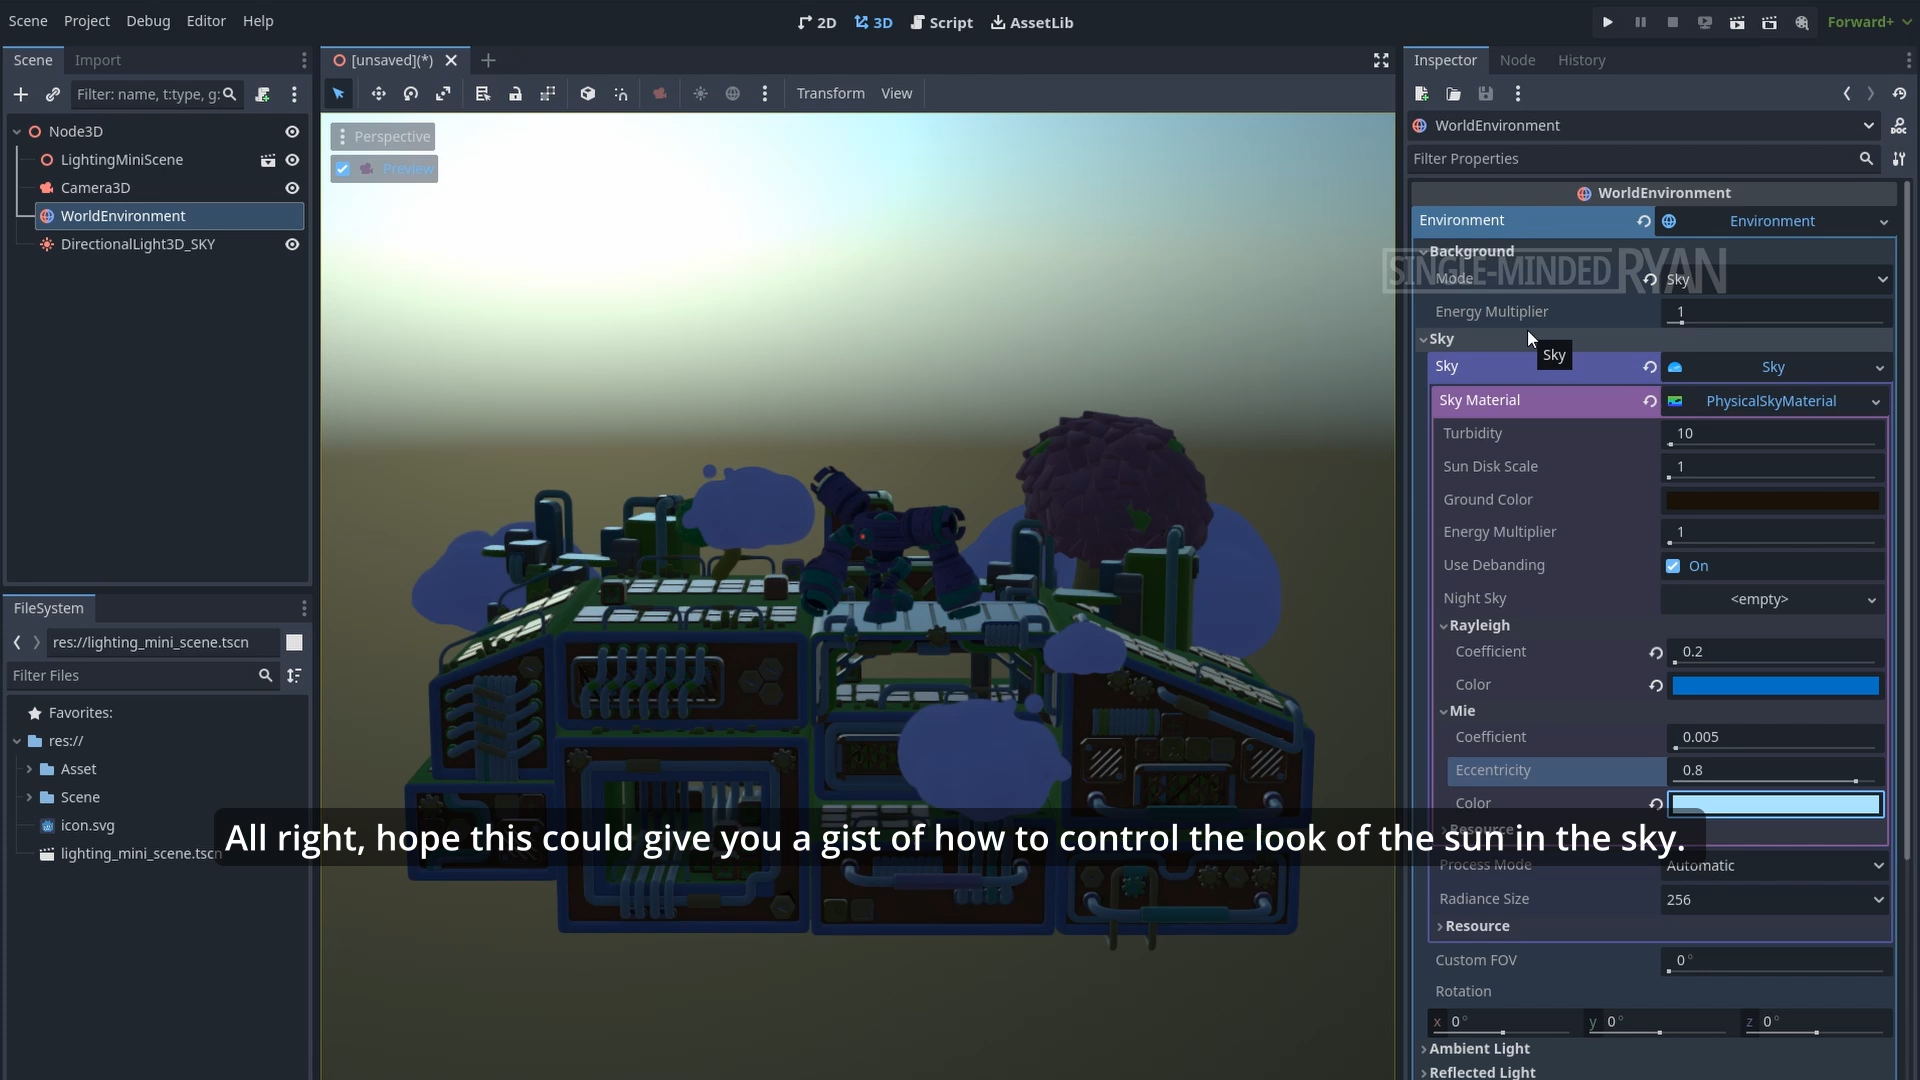 Scene Project Debug Editor Help
2D 3D Script AssetLib
Forward+
Scene Import
[unsaved](*)
Inspector Node History
Filter: name, t:type, g:
Transform View
WorldEnvironment
Filter Properties
Node3D
LightingMiniScene
Camera3D
WorldEnvironment
DirectionalLight3D_SKY
Perspective
Preview
WorldEnvironment
Environment Environment
Background
SINGLE-MINDED RYAN
Mode Sky
Energy Multiplier 1
Sky
Sky
Sky Sky
Sky Material PhysicalSkyMaterial
Turbidity 10
Sun Disk Scale 1
Ground Color
Energy Multiplier 1
Use Debanding On
Night Sky <empty>
Rayleigh
Coefficient 0.2
Color
Mie
Coefficient 0.005
Eccentricity 0.8
Color
Resource
Process Mode Automatic
Radiance Size 256
Resource
Custom FOV 0°
Rotation
x 0° y 0° z 0°
Ambient Light
Reflected Light
FileSystem
res://lighting_mini_scene.tscn
Filter Files
Favorites:
res://
Asset
Scene
icon.svg
lighting_mini_scene.tscn
All right, hope this could give you a gist of how to control the look of the sun in the sky.